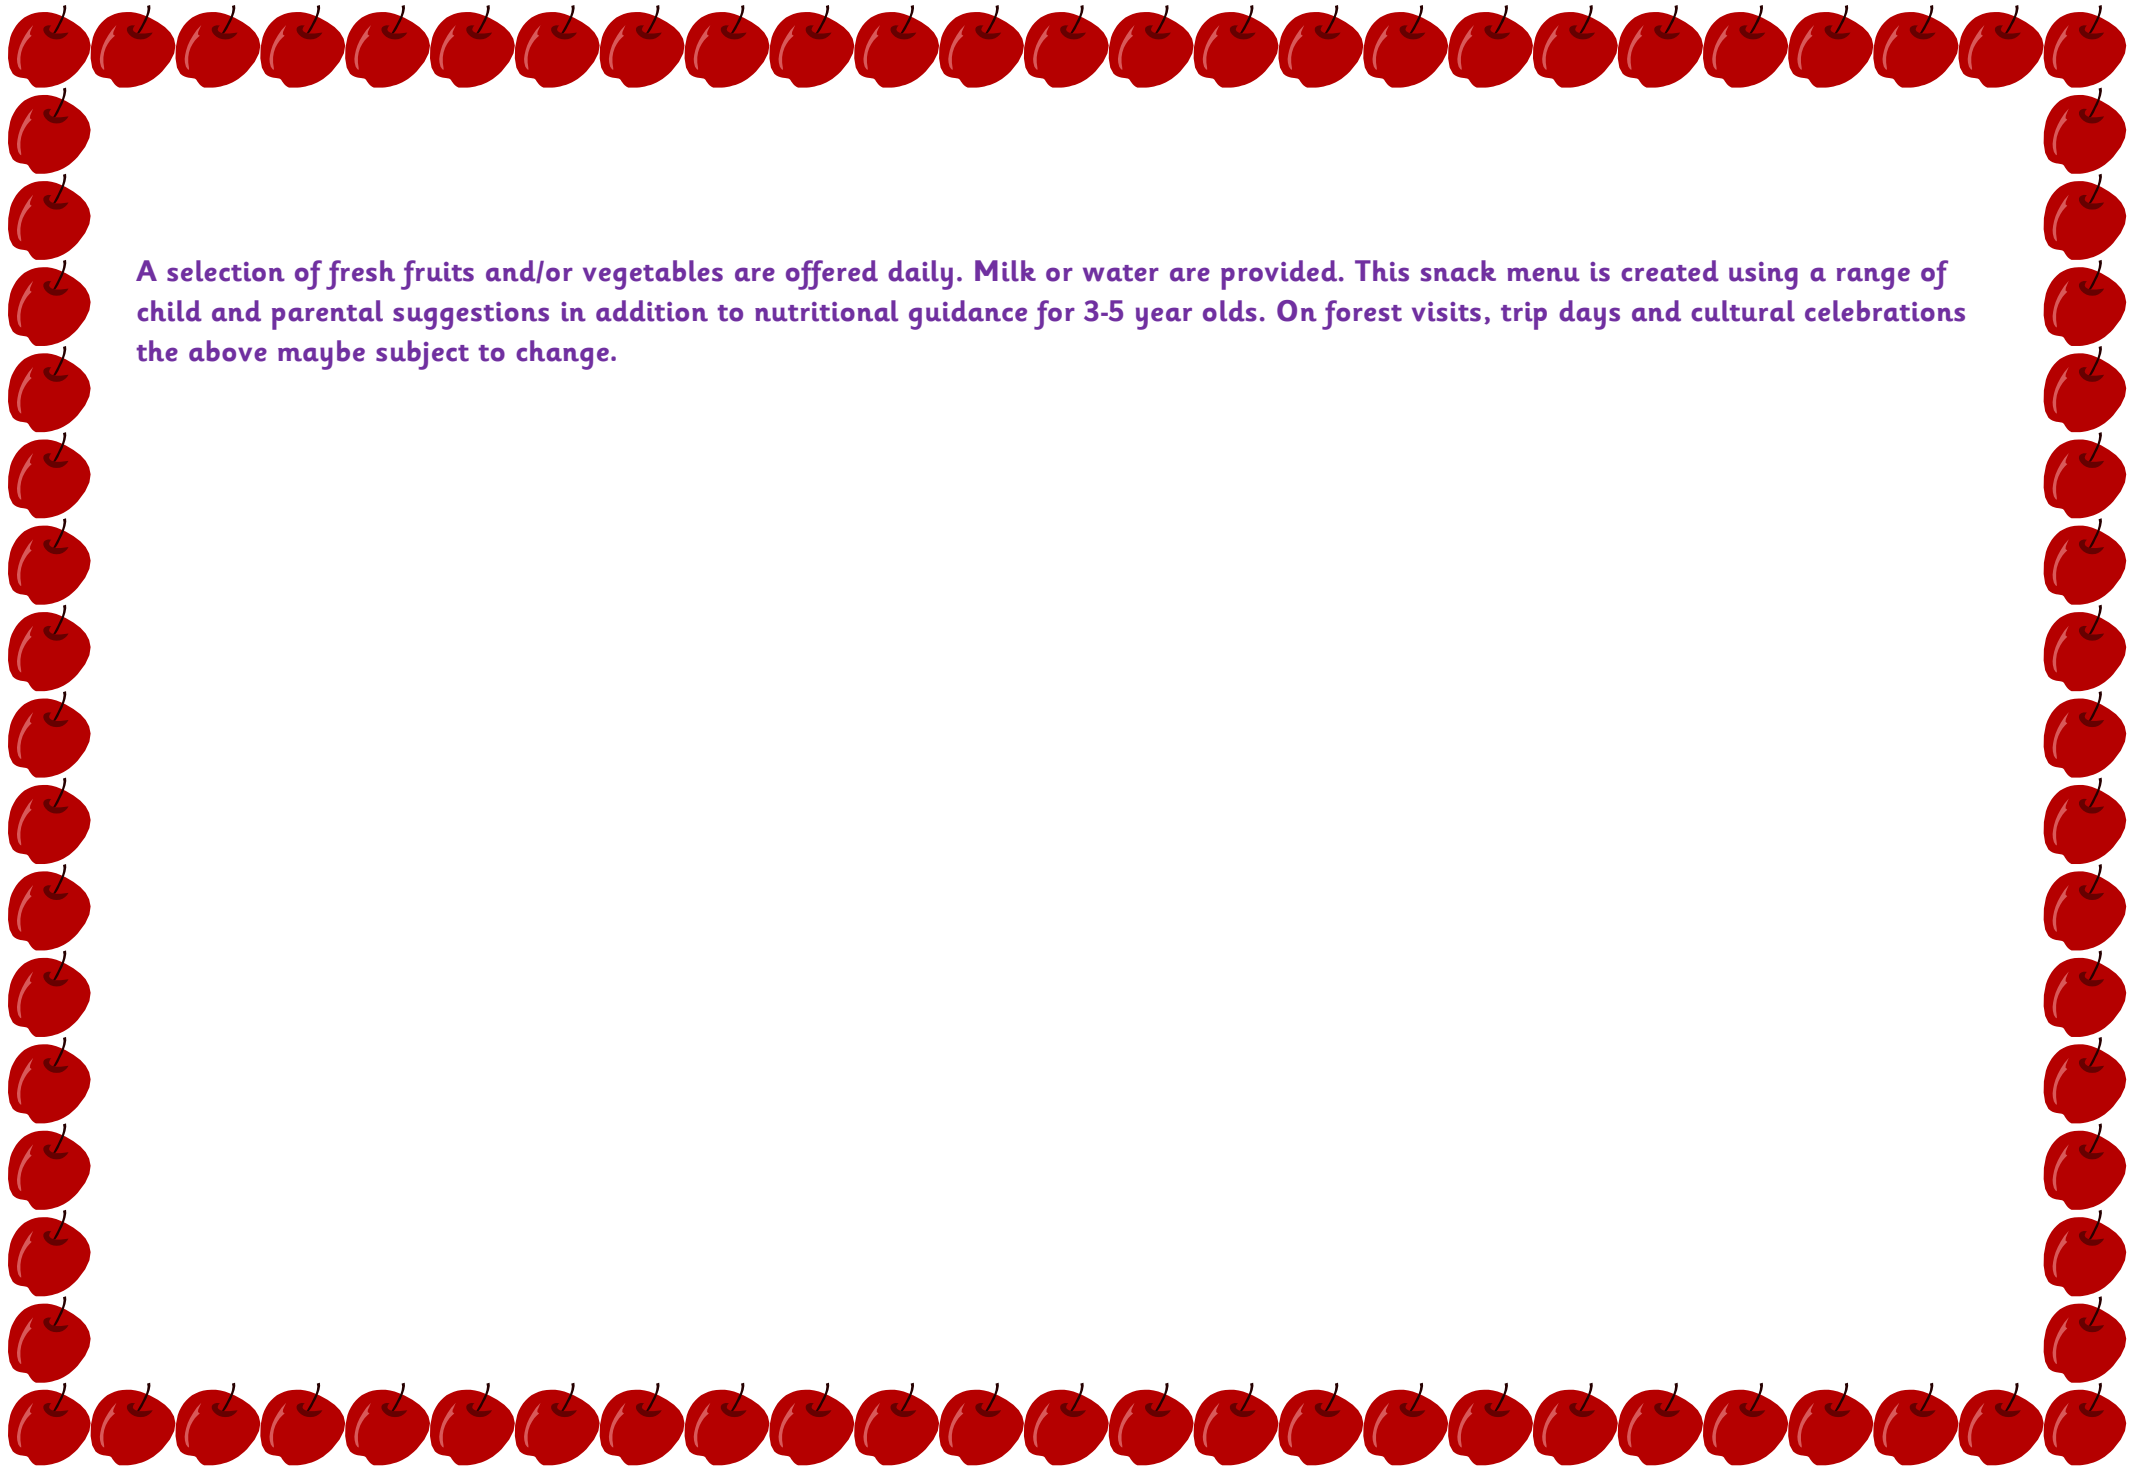 A selection of fresh fruits and/or vegetables are offered daily. Milk or water are provided. This snack menu is created using a range of
child and parental suggestions in addition to nutritional guidance for 3-5 year olds. On forest visits, trip days and cultural celebrations
the above maybe subject to change.